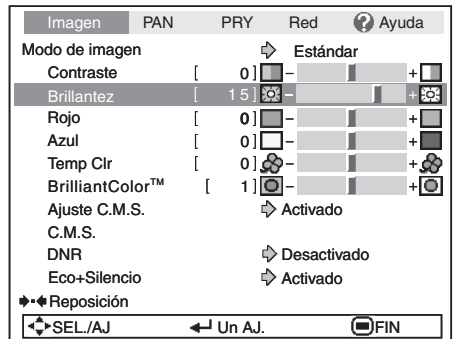 Imagen PAN PRY Red ? Ayuda
Modo de imagen Estándar
Contraste [ 0 ] - +
Brillantez [ 15 ] - +
Rojo [ 0 ] - +
Azul [ 0 ] - +
Temp Clr [ 0 ] - +
BrilliantColor™ [ 1 ] - +
Ajuste C.M.S. Activado
C.M.S.
DNR Desactivado
Eco+Silencio Activado
Reposición
SEL./AJ Un AJ. FIN